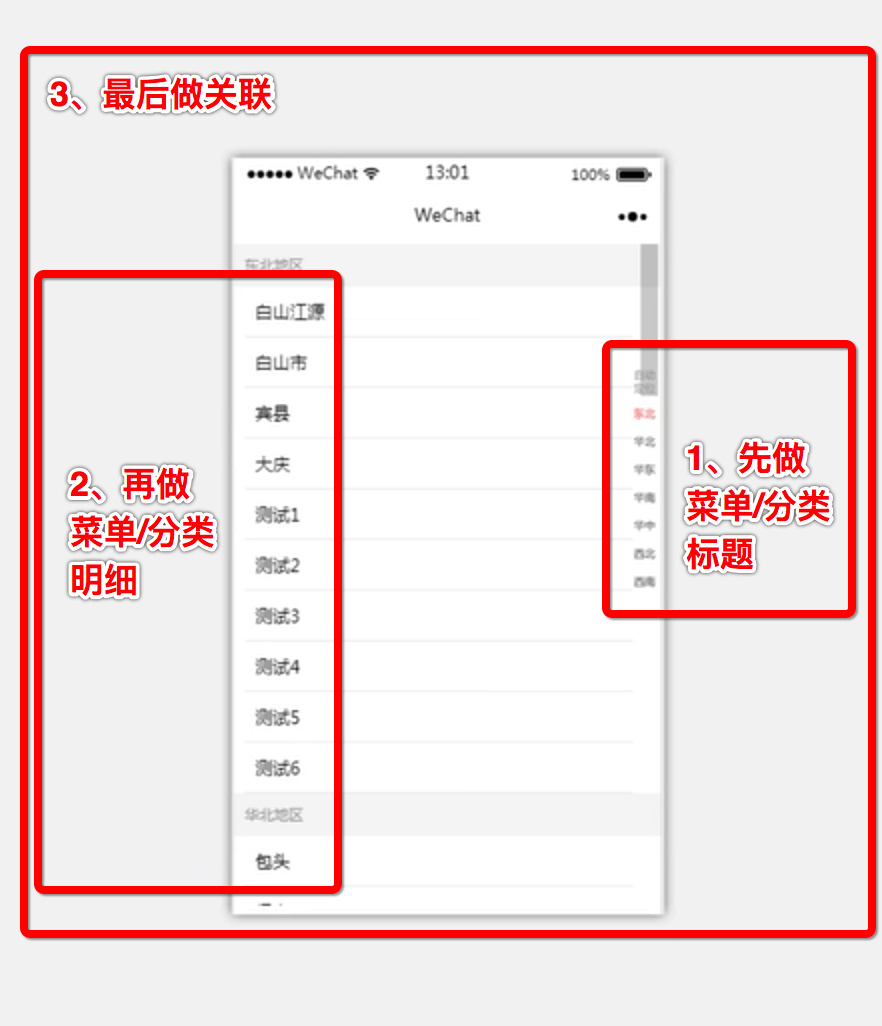 3、最后做关联
WeChat 13:01 100%
WeChat
东北地区
白山江源
白山市
宾县
大庆
测试1
测试2
测试3
测试4
测试5
测试6
华北地区
包头
自动
定位
东北
华北
华东
华南
华中
西北
西南
1、先做
菜单/分类
标题
2、再做
菜单/分类
明细